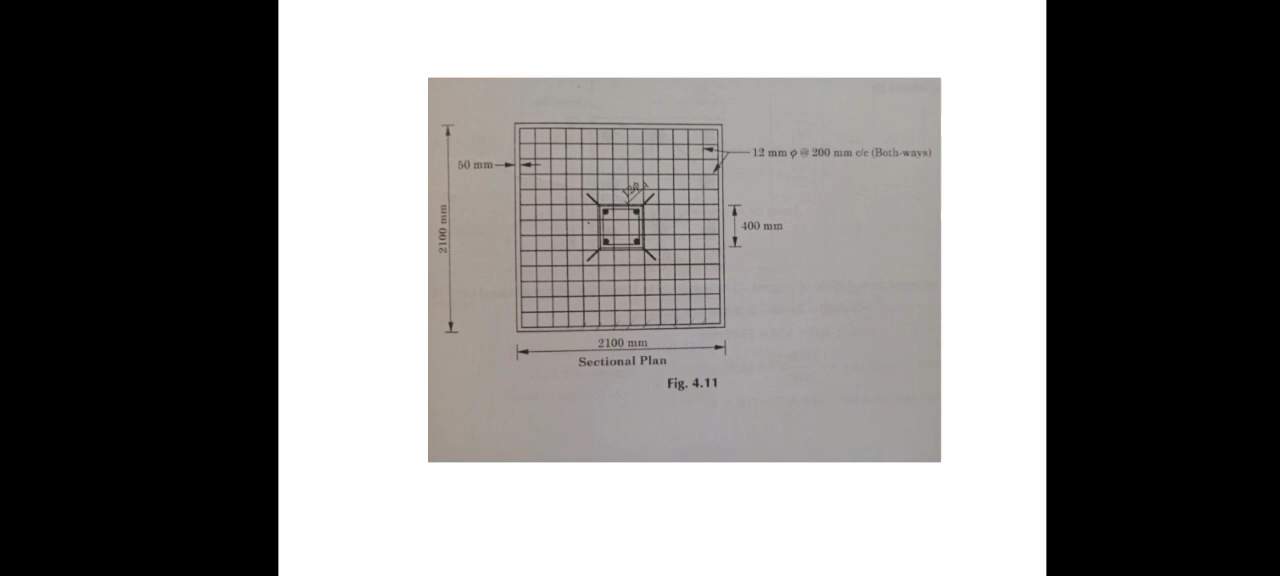 50 mm
12 mm φ @ 200 mm c/c (Both-ways)
400 mm
2100 mm
2100 mm
Sectional Plan
Fig. 4.11